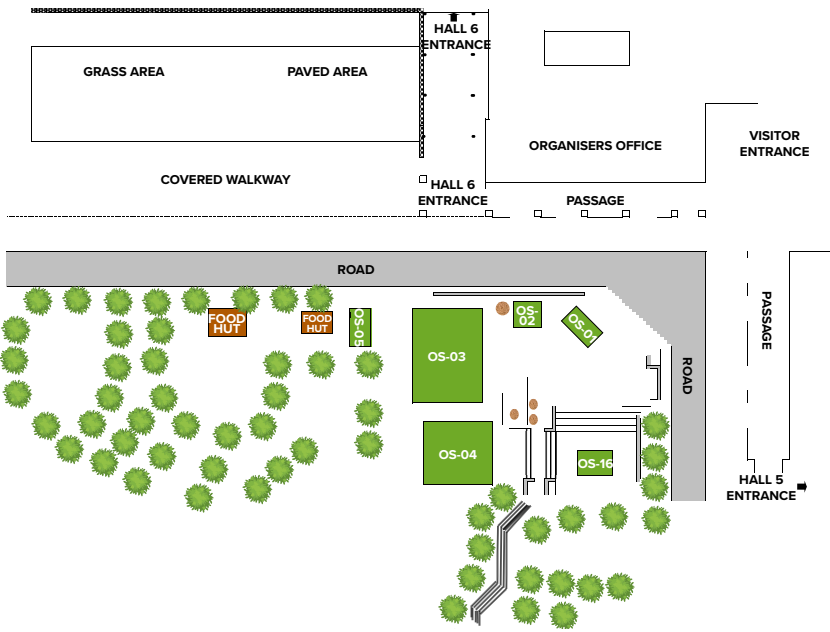 HALL 6
ENTRANCE
GRASS AREA
PAVED AREA
ORGANISERS OFFICE
VISITOR
ENTRANCE
COVERED WALKWAY
HALL 6
ENTRANCE
PASSAGE
ROAD
FOOD
HUT
FOOD
HUT
OS-05
OS-
02
OS-01
PASSAGE
OS-03
ROAD
OS-04
OS-16
HALL 5
ENTRANCE